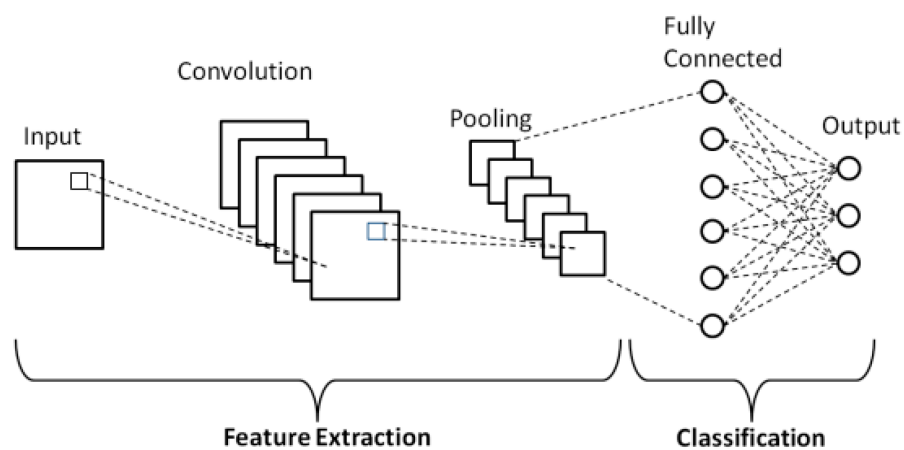 Input
Convolution
Pooling
Fully
Connected
Output
Feature Extraction
Classification